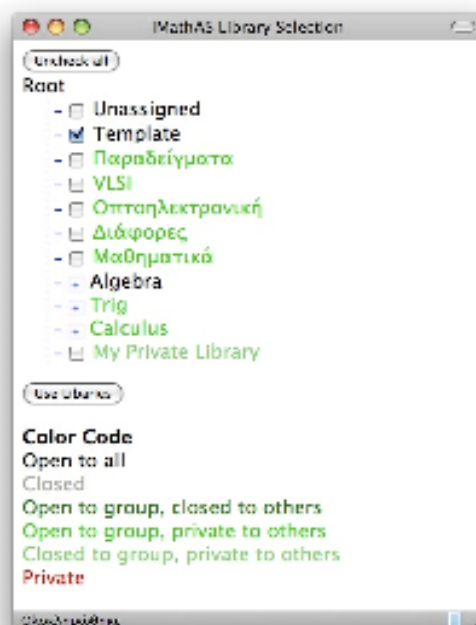 IMathAS Library Selection
Uncheck all
Root
Unassigned
Template
Παραδείγματα
VLSI
Οπτοηλεκτρονική
Διάφορες
Μαθηματικά
Algebra
Trig
Calculus
My Private Library
Use Libraries
Color Code
Open to all
Closed
Open to group, closed to others
Open to group, private to others
Closed to group, private to others
Private
Ολοκληρώθηκε